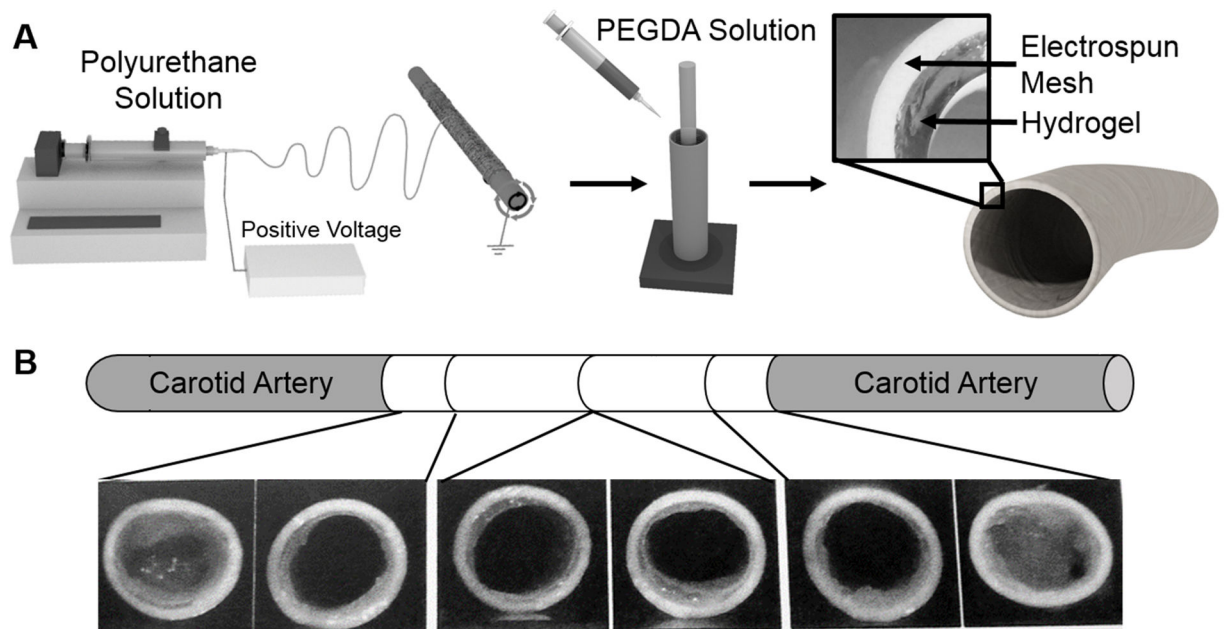 A
Polyurethane
Solution
Positive Voltage
PEGDA Solution
Electrospun
Mesh
Hydrogel
B
Carotid Artery
Carotid Artery